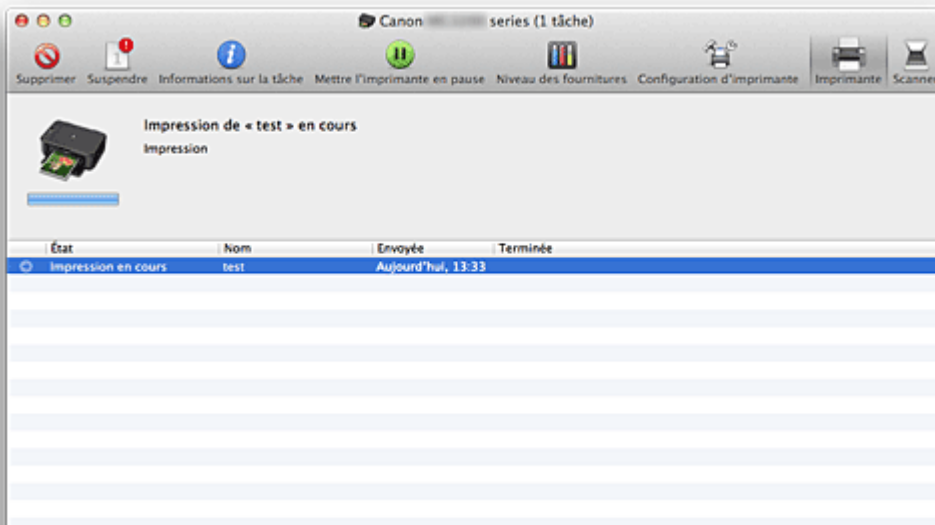 Canon series (1 tâche)
1
Supprimer Suspendre Informations sur la tâche Mettre l'imprimante en pause Niveau des fournitures Configuration d'imprimante Imprimante Scanner
Impression de « test » en cours
Impression
État Nom Envoyée Terminée
Impression en cours test Aujourd'hui, 13:33